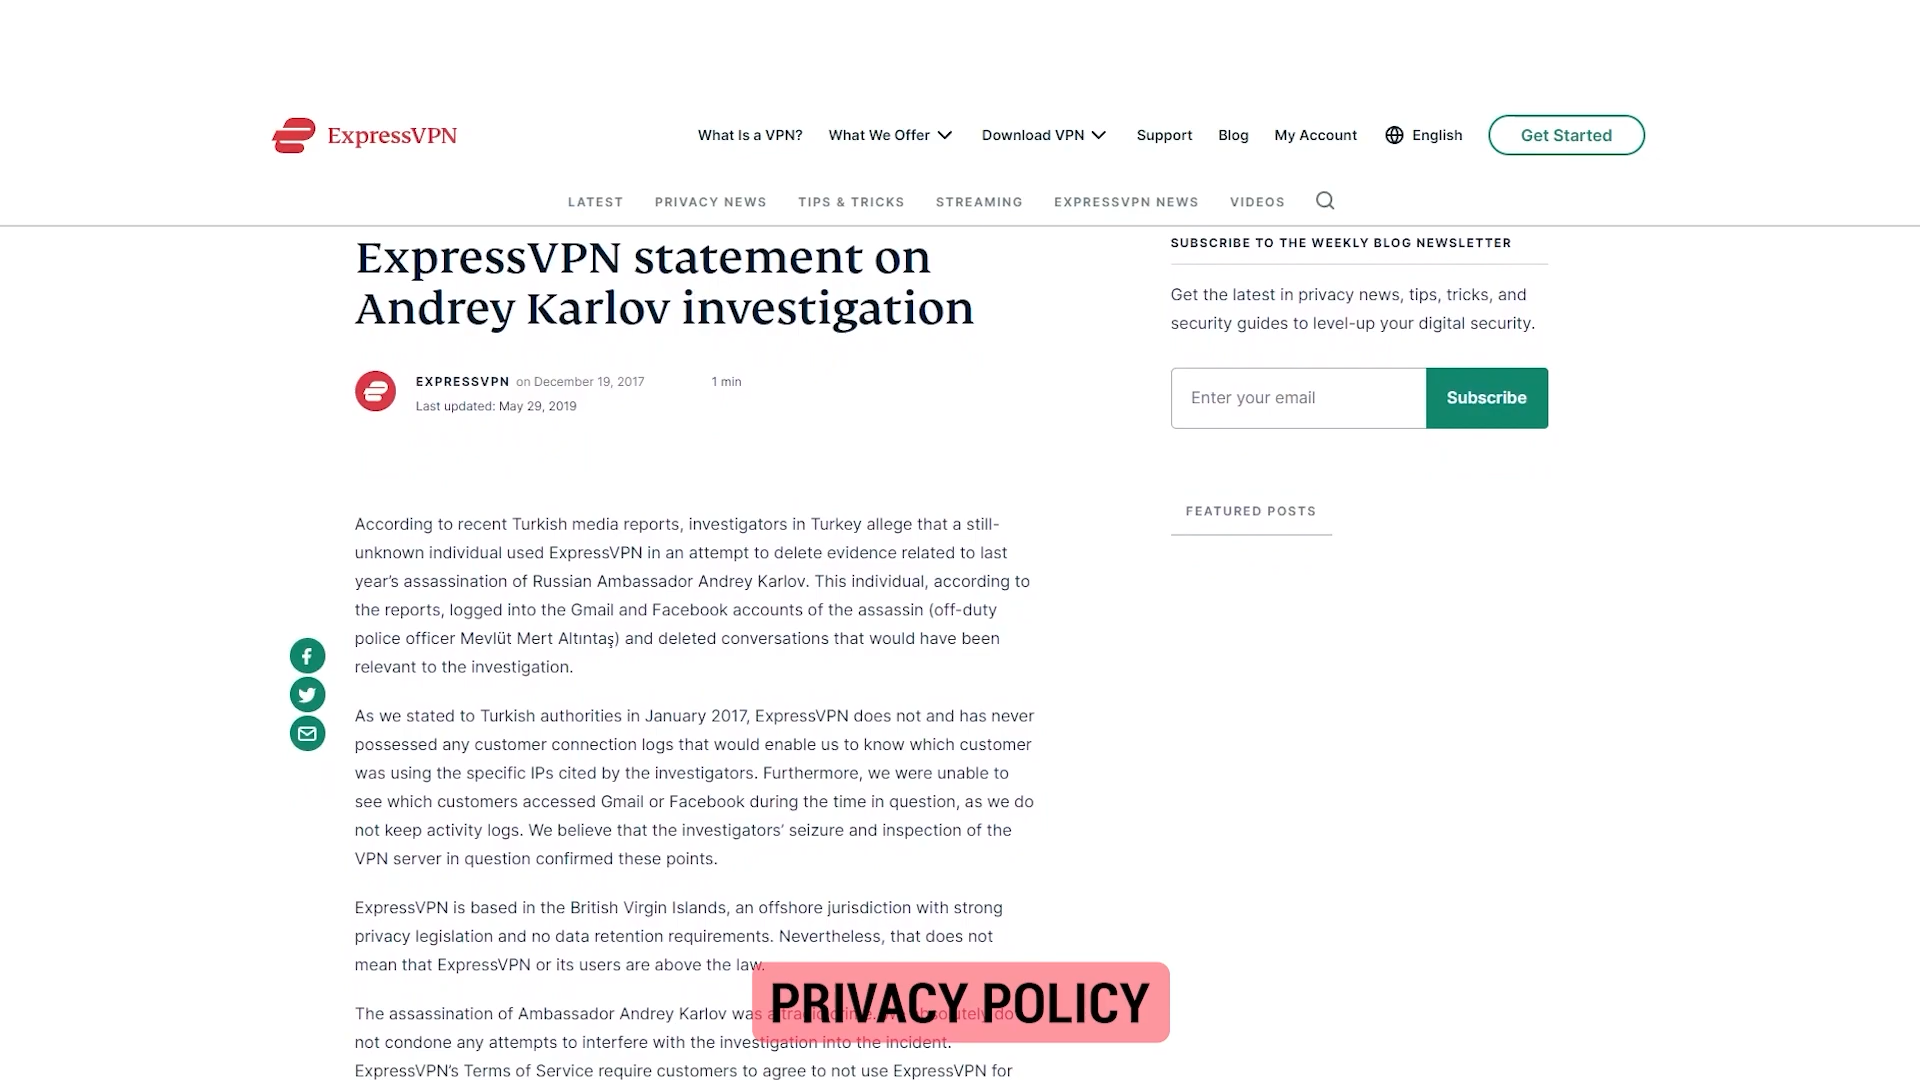 ExpressVPN
What Is a VPN?
What We Offer
Download VPN
Support
Blog
My Account
English
Get Started
LATEST
PRIVACY NEWS
TIPS & TRICKS
STREAMING
EXPRESSVPN NEWS
VIDEOS
ExpressVPN statement on
Andrey Karlov investigation
EXPRESSVPN on December 19, 2017
1 min
Last updated: May 29, 2019
According to recent Turkish media reports, investigators in Turkey allege that a still-
unknown individual used ExpressVPN in an attempt to delete evidence related to last
year’s assassination of Russian Ambassador Andrey Karlov. This individual, according to
the reports, logged into the Gmail and Facebook accounts of the assassin (off-duty
police officer Mevlüt Mert Altıntaş) and deleted conversations that would have been
relevant to the investigation.
As we stated to Turkish authorities in January 2017, ExpressVPN does not and has never
possessed any customer connection logs that would enable us to know which customer
was using the specific IPs cited by the investigators. Furthermore, we were unable to
see which customers accessed Gmail or Facebook during the time in question, as we do
not keep activity logs. We believe that the investigators’ seizure and inspection of the
VPN server in question confirmed these points.
ExpressVPN is based in the British Virgin Islands, an offshore jurisdiction with strong
privacy legislation and no data retention requirements. Nevertheless, that does not
mean that ExpressVPN or its users are above the law.
The assassination of Ambassador Andrey Karlov was a tragic crime. We absolutely do
not condone any attempts to interfere with the investigation into the incident.
ExpressVPN’s Terms of Service require customers to agree to not use ExpressVPN for
SUBSCRIBE TO THE WEEKLY BLOG NEWSLETTER
Get the latest in privacy news, tips, tricks, and
security guides to level-up your digital security.
Enter your email
Subscribe
FEATURED POSTS
PRIVACY POLICY